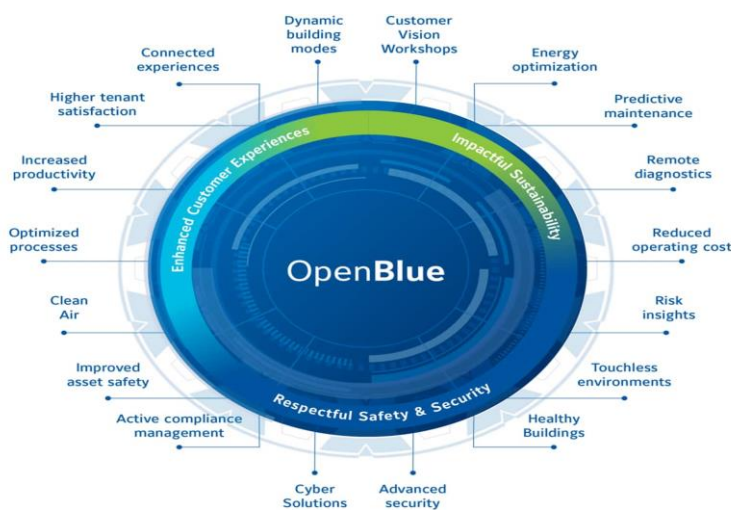 Dynamic
building
modes
Customer
Vision
Workshops
Connected
experiences
Energy
optimization
Higher tenant
satisfaction
Predictive
maintenance
Increased
productivity
Remote
diagnostics
Optimized
processes
Reduced
operating cost
Clean
Air
Risk
insights
Improved
asset safety
Touchless
environments
Active compliance
management
Healthy
Buildings
Cyber
Solutions
Advanced
security
Enhanced Customer Experiences
Impactful Sustainability
Respectful Safety & Security
OpenBlue